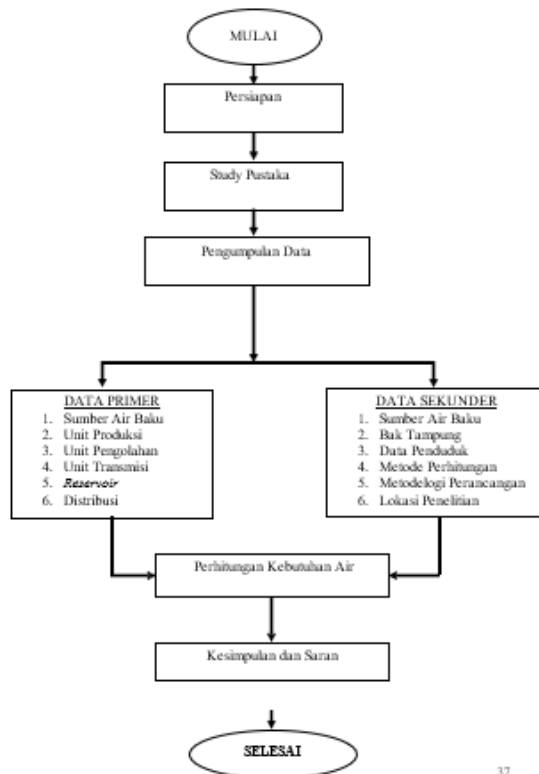 MULAI
Persiapan
Study Pustaka
Pengumpulan Data
DATA PRIMER
1. Sumber Air Baku
2. Unit Produksi
3. Unit Pengolahan
4. Unit Transmisi
5. Reservoir
6. Distribusi
DATA SEKUNDER
1. Sumber Air Baku
2. Bak Tampung
3. Data Penduduk
4. Metode Perhitungan
5. Metodelogi Perancangan
6. Lokasi Penelitian
Perhitungan Kebutuhan Air
Kesimpulan dan Saran
SELESAI
37